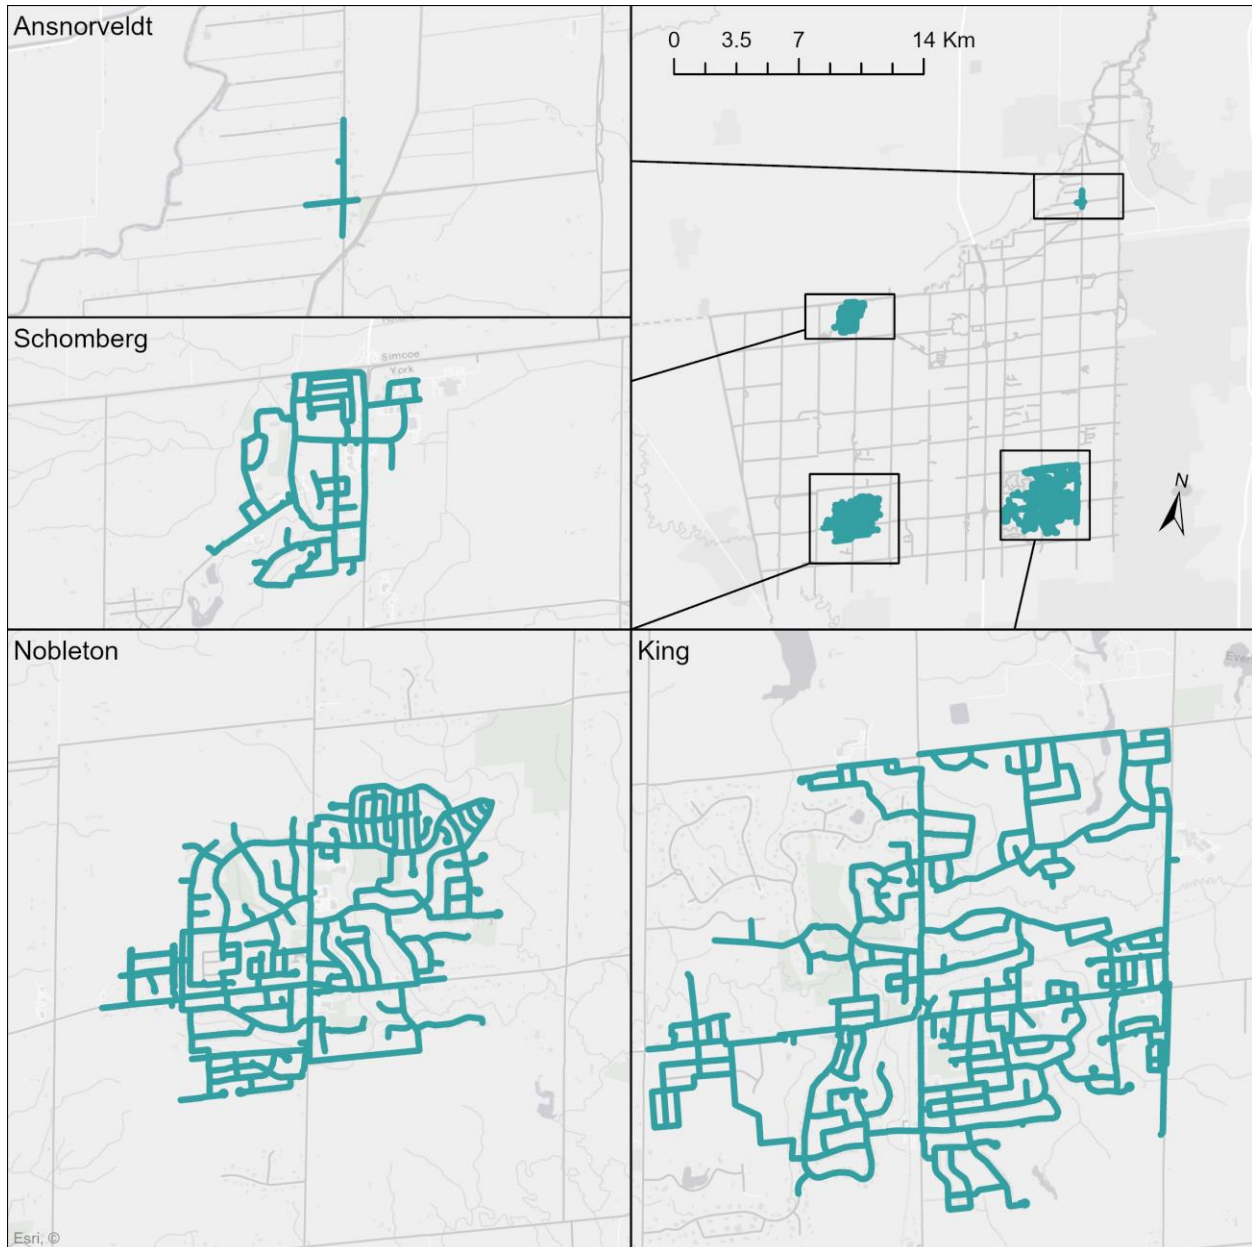 Ansnorveldt
0 3.5 7 14 Km
Schomberg
Simcoe
York
N
Nobleton
King
Esri, ©